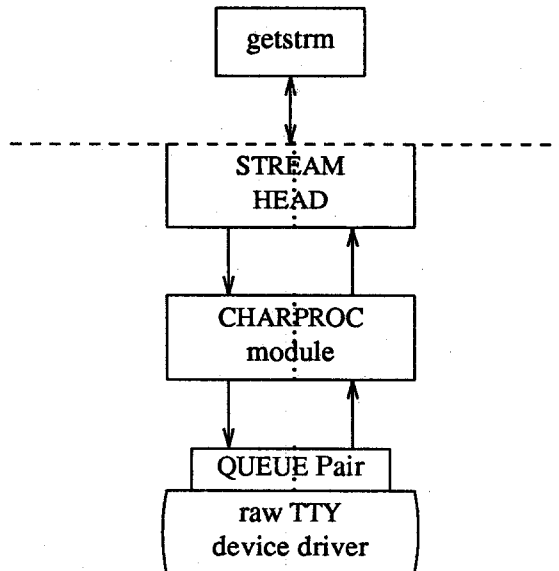 getstrm
STREAM
HEAD
CHARPROC
module
QUEUE Pair
raw TTY
device driver